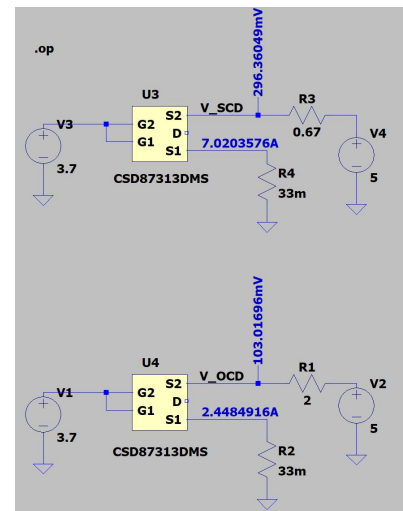 .op
296.36049mV
U3
V_SCD
R3
0.67
V3
3.7
G2
G1
S2
D
S1
7.0203576A
V4
5
R4
33m
CSD87313DMS
103.01696mV
U4
V_OCD
R1
2
V1
3.7
G2
G1
S2
D
S1
2.4484916A
V2
5
R2
33m
CSD87313DMS